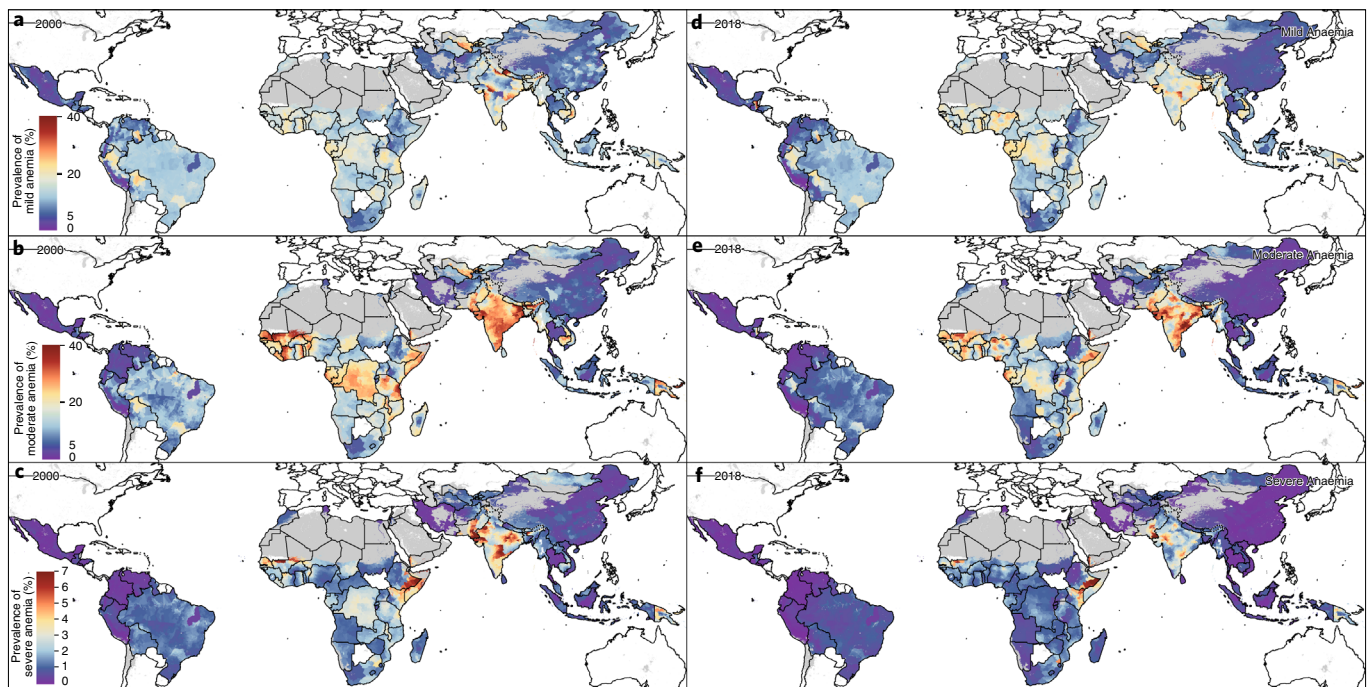 a
2000
Prevalence of
mild anemia (%)
40
20
5
0
d
2018
Mild Anaemia
b
2000
Prevalence of
moderate anemia (%)
40
20
5
0
e
2018
Moderate Anaemia
c
2000
Prevalence of
severe anemia (%)
7
6
5
4
3
2
1
0
f
2018
Severe Anaemia